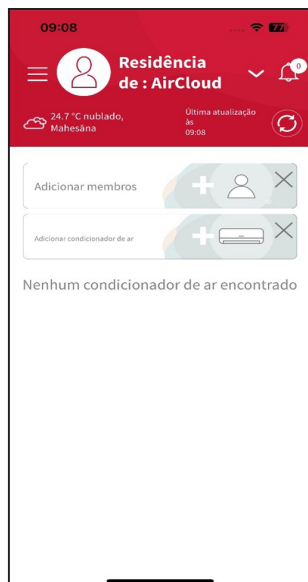 09:08
77
Residência
de : AirCloud
0
24.7 °C nublado,
Mahesāna
Última atualização
às
09:08
Adicionar membros
Adicionar condicionador de ar
Nenhum condicionador de ar encontrado